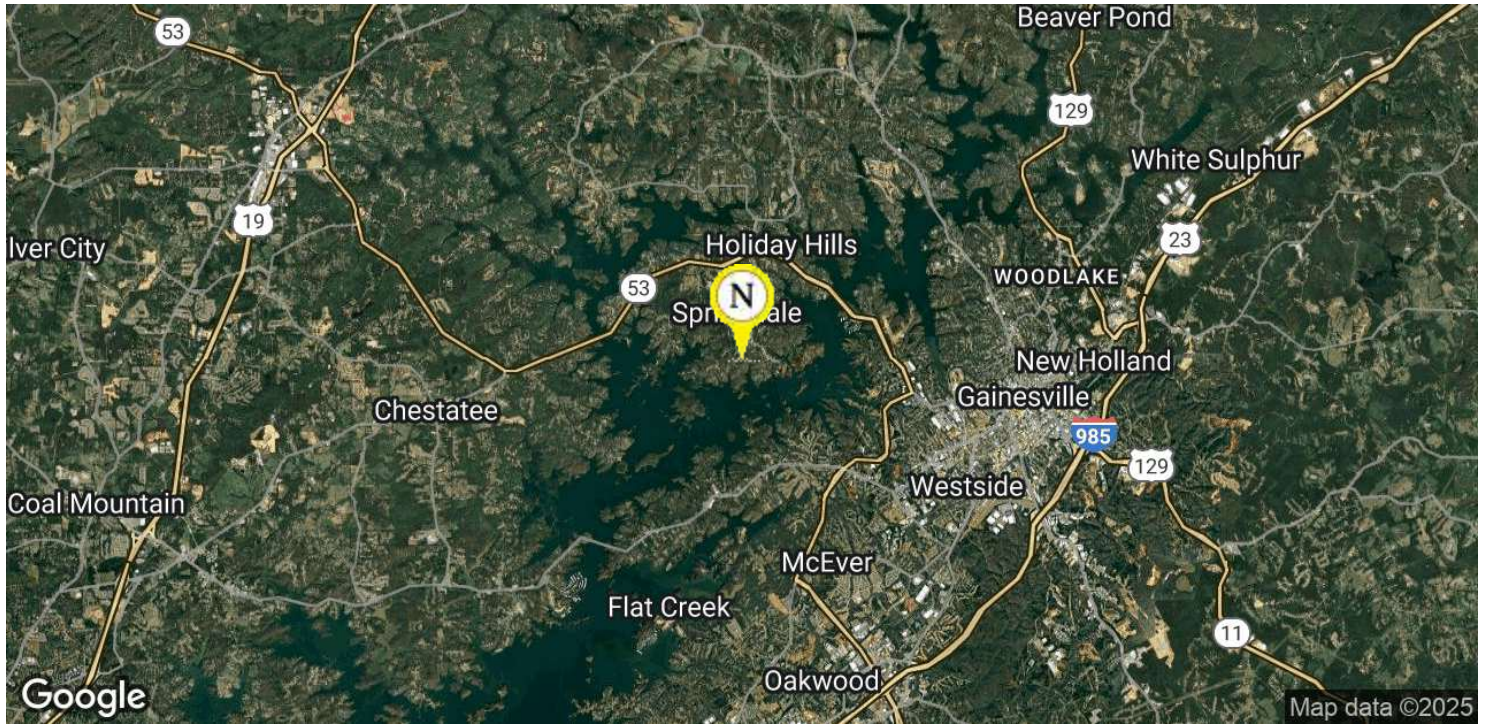 Beaver Pond
53
129
White Sulphur
19
23
Holiday Hills
lver City
WOODLAKE
53
N
New Holland
Gainesville
Chestatee
985
129
Westside
Coal Mountain
McEver
Flat Creek
11
Oakwood
Google
Map data ©2025